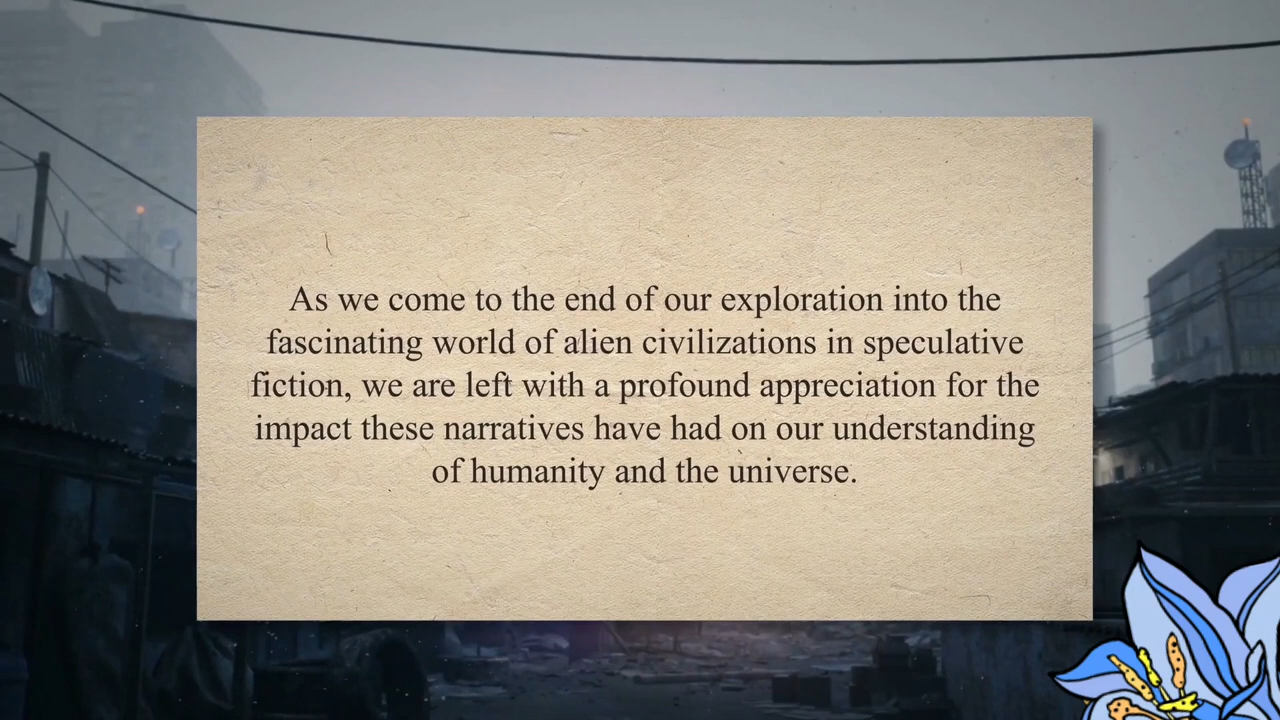 As we come to the end of our exploration into the
fascinating world of alien civilizations in speculative
fiction, we are left with a profound appreciation for the
impact these narratives have had on our understanding
of humanity and the universe.